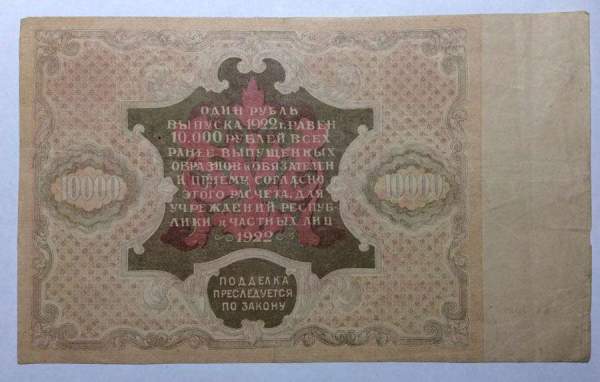 ОДИН РУБЛЬ
ВЫПУСКА 1922 г. РАВЕН
10.000 РУБЛЕЙ ВСЕХ
РАНЕЕ ВЫПУЩЕННЫХ
ОБРАЗЦОВ И ОБЯЗАТЕЛЕН
К ПРИЕМУ, СОГЛАСНО
ЭТОГО РАСЧЕТА, ДЛЯ
УЧРЕЖДЕНИЙ РЕСПУБ-
ЛИКИ И ЧАСТНЫХ ЛИЦ
1922
10000
10000
ПОДДЕЛКА
ПРЕСЛЕДУЕТСЯ
ПО ЗАКОНУ